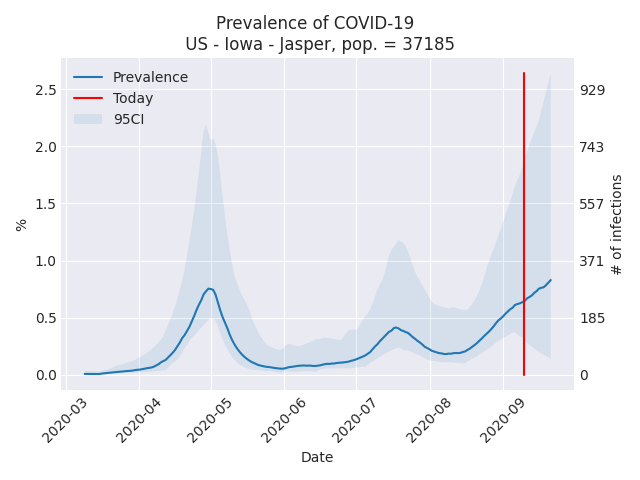 Prevalence of COVID-19
US - Iowa - Jasper, pop. = 37185
Prevalence
Today
95CI
2.5
2.0
1.5
1.0
0.5
0.0
%
929
743
557
371
185
0
# of infections
2020-03
2020-04
2020-05
2020-06
2020-07
2020-08
2020-09
Date